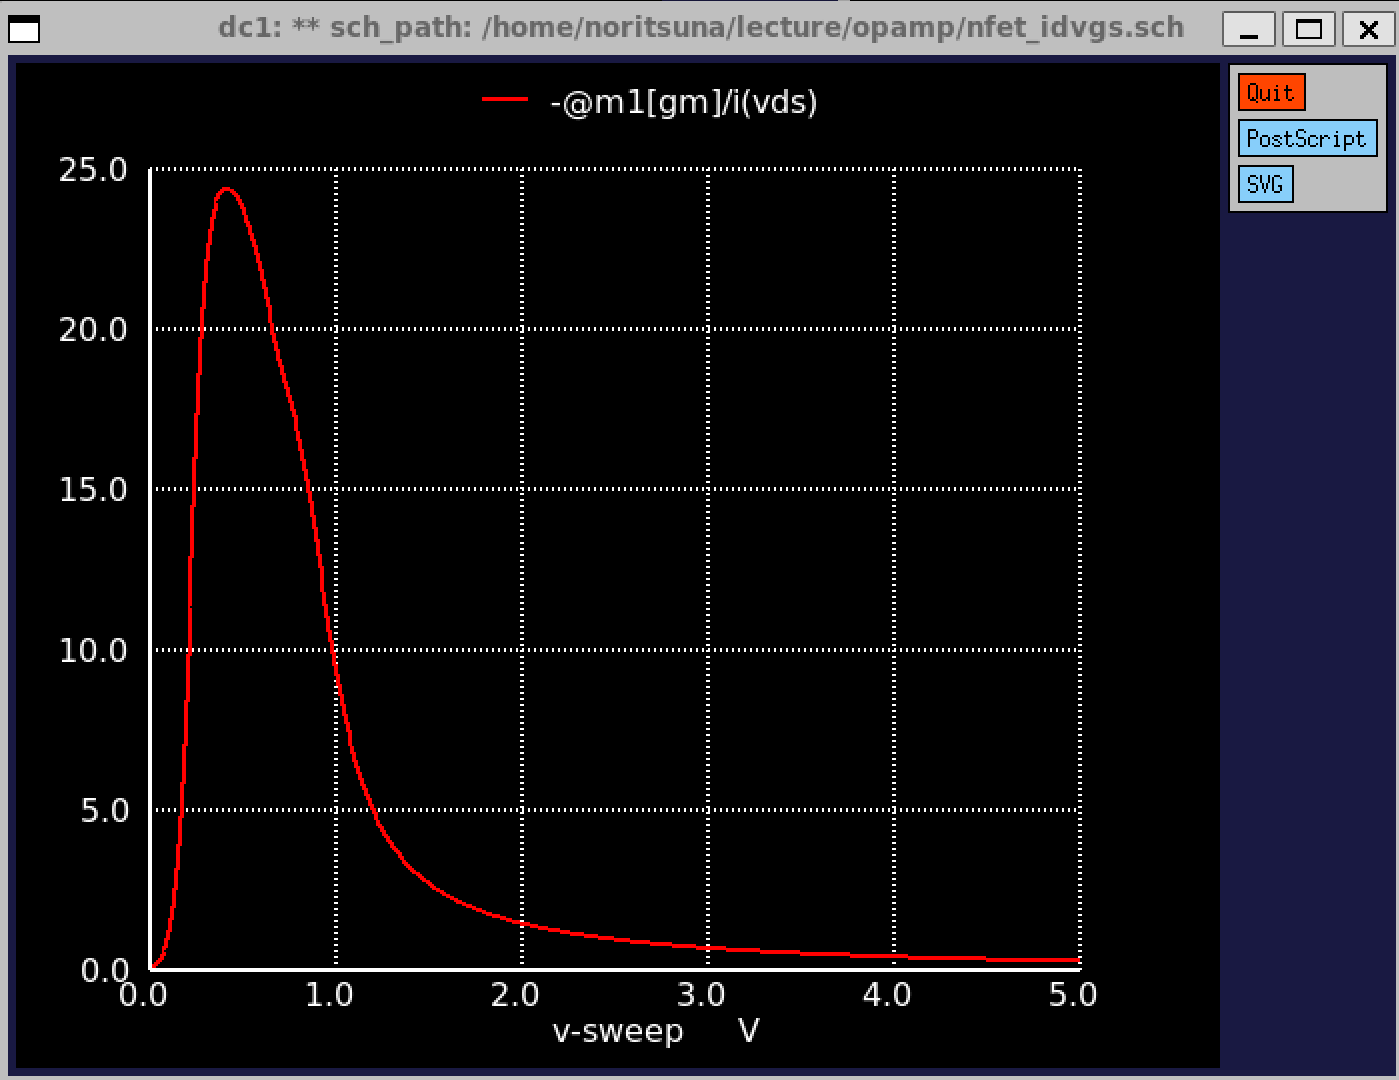 dc1: ** sch_path: /home/noritsuna/lecture/opamp/nfet_idvgs.sch
Quit
PostScript
SVG
-@m1[gm]/i(vds)
25.0
20.0
15.0
10.0
5.0
0.0
0.0 1.0 2.0 3.0 4.0 5.0
v-sweep V